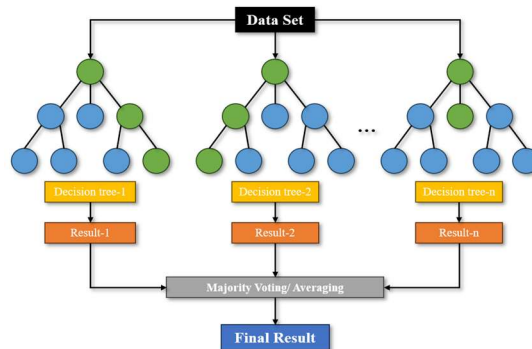 Data Set
...
Decision tree-1
Decision tree-2
Decision tree-n
Result-1
Result-2
Result-n
Majority Voting/ Averaging
Final Result